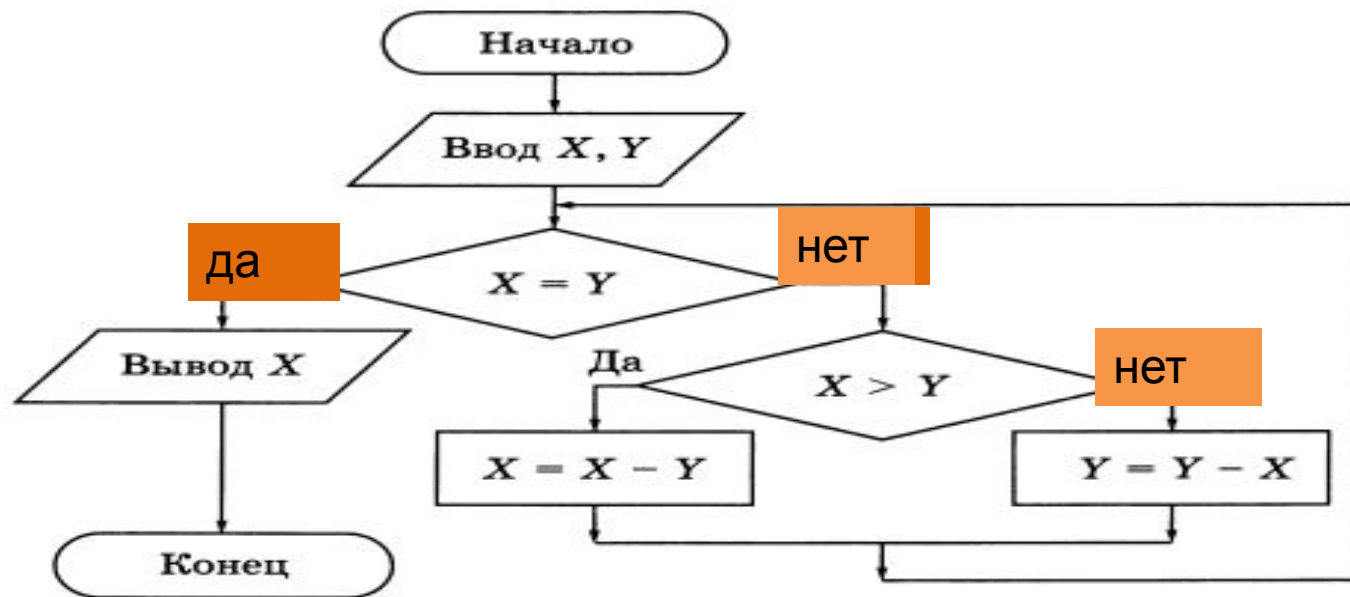 Начало
Ввод X, Y
да
нет
X = Y
Вывод X
Да
X > Y
нет
X = X − Y
Y = Y − X
Конец